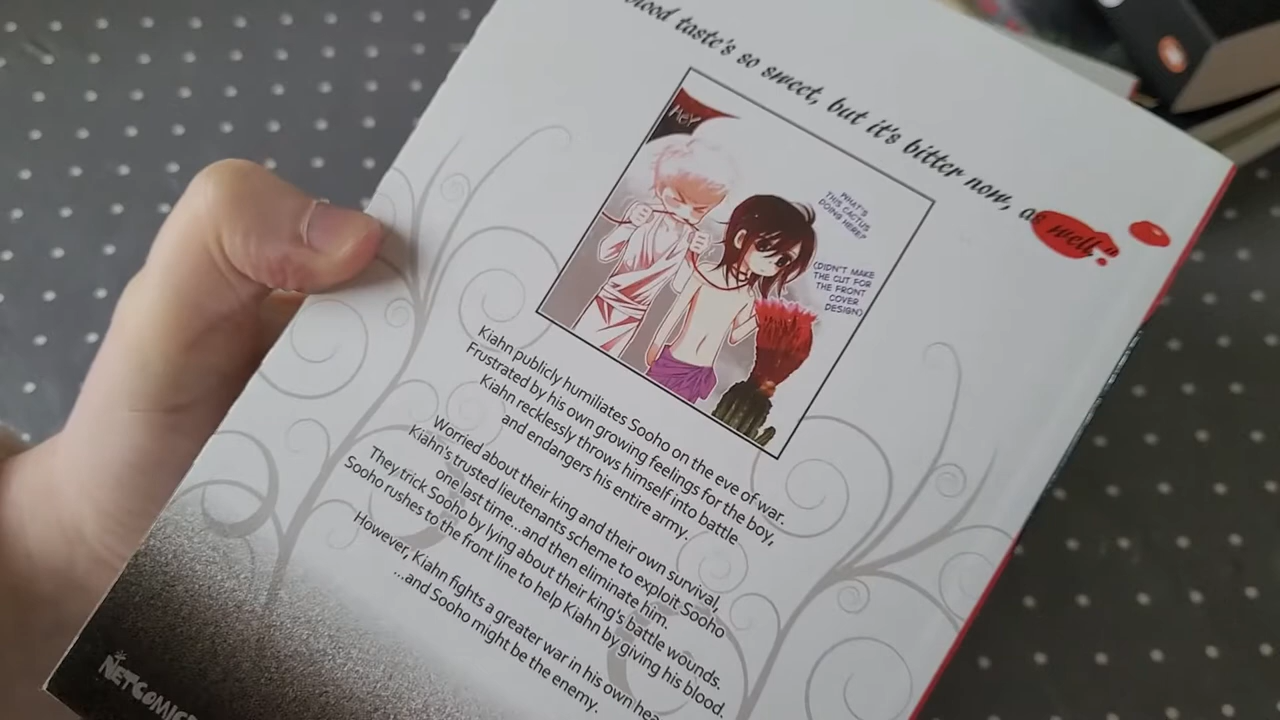 blood taste's so sweet, but it's bitter now, as well."
HEY
WHAT'S
THIS CACTUS
DOING HERE?
(DIDN'T MAKE
THE CUT FOR
THE FRONT
COVER
DESIGN)
Kiahn publicly humiliates Sooho on the eve of war.
Frustrated by his own growing feelings for the boy,
Kiahn recklessly throws himself into battle
and endangers his entire army.
Worried about their king and their own survival,
Kiahn's trusted lieutenants scheme to exploit Sooho
one last time...and then eliminate him.
They trick Sooho by lying about their king's battle wounds.
Sooho rushes to the front line to help Kiahn by giving his blood.
However, Kiahn fights a greater war in his own
...and Sooho might be the enemy.
NETCOMICS